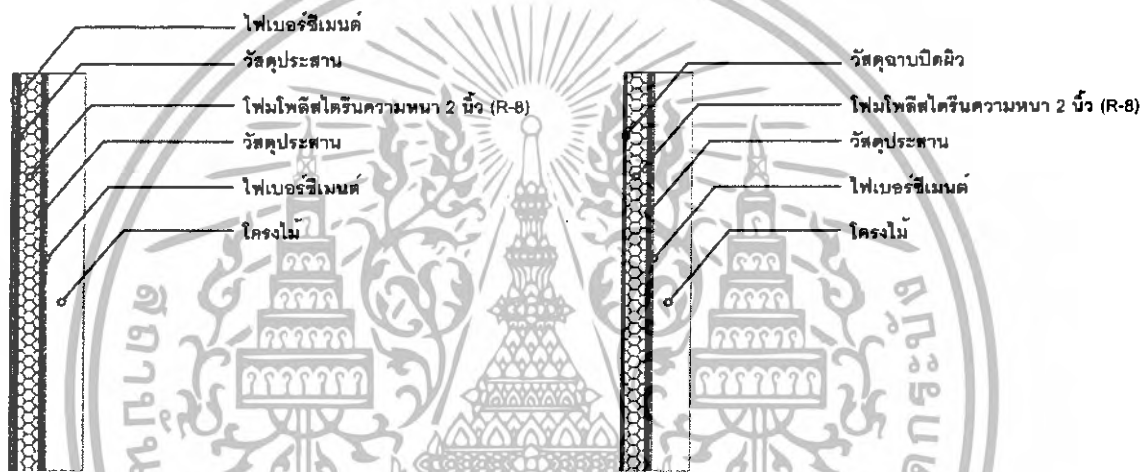 ไฟเบอร์ซีเมนต์
วัสดุประสาน
โฟมโพลีสไตรีนความหนา 2 นิ้ว (R-8)
วัสดุประสาน
ไฟเบอร์ซีเมนต์
โครงไม้
วัสดุฉาบปิดผิว
โฟมโพลีสไตรีนความหนา 2 นิ้ว (R-8)
วัสดุประสาน
ไฟเบอร์ซีเมนต์
โครงไม้